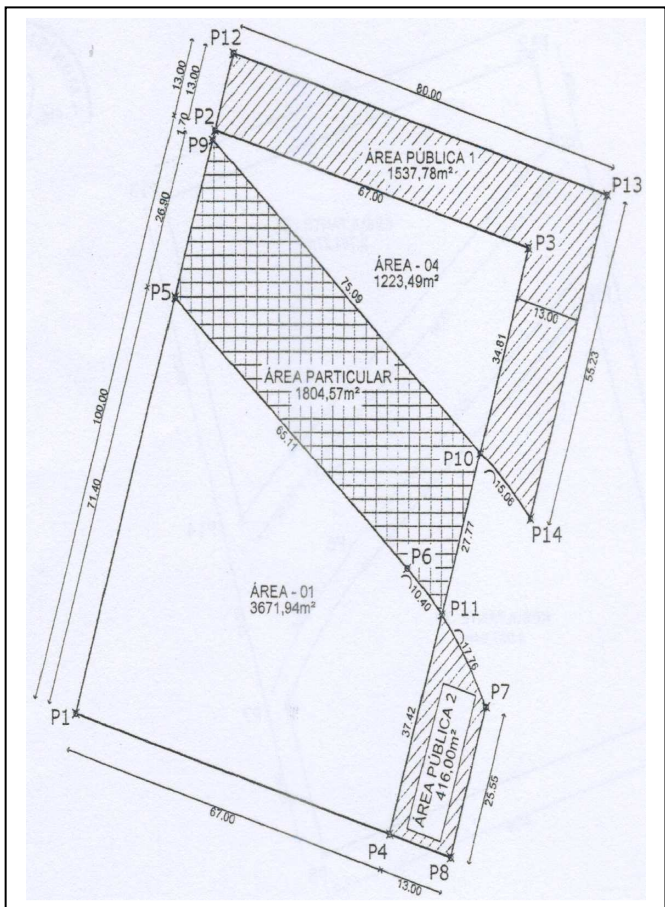 P12
13.00
13.00
80.00
P2
1.70
P9
ÁREA PÚBLICA 1
1537,78m²
67.00
P13
P3
ÁREA - 04
1223,49m²
26.90
75.09
P5
13.00
34.81
55.23
ÁREA PARTICULAR
1804,57m²
100.00
71.40
65.11
P10
15.06
P14
27.77
P6
10.40
ÁREA - 01
3671,94m²
P11
17.76
P7
P1
37.42
ÁREA PÚBLICA 2
416,00m²
25.55
67.00
P4
P8
13.00